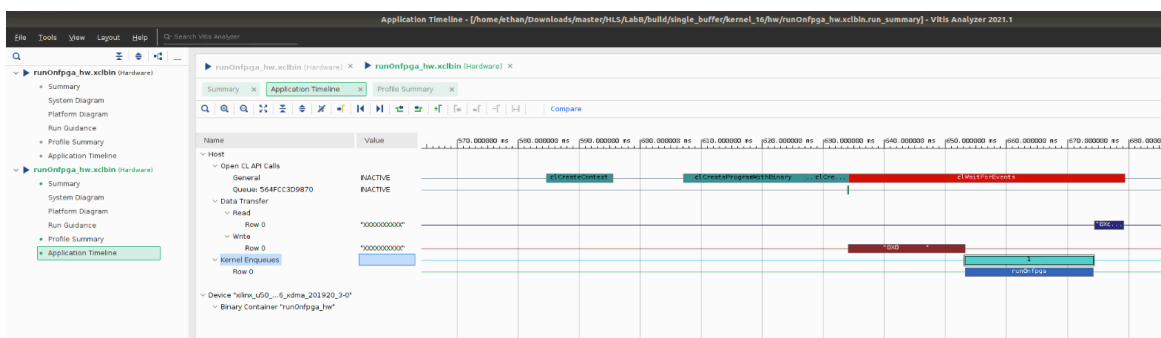 Application Timeline - [/home/ethan/Downloads/master/HLS/LabB/build/single_buffer/kernel_16/hw/runOnfpga_hw.xclbin.run_summary] - Vitis Analyzer 2021.1
File Tools View Layout Help Q- Search Vitis Analyzer
runOnfpga_hw.xclbin (Hardware)
Summary
System Diagram
Platform Diagram
Run Guidance
Profile Summary
Application Timeline
runOnfpga_hw.xclbin (Hardware)
Summary
System Diagram
Platform Diagram
Run Guidance
Profile Summary
Application Timeline
runOnfpga_hw.xclbin (Hardware) × runOnfpga_hw.xclbin (Hardware) ×
Summary × Application Timeline × Profile Summary ×
Compare
Name Value 570.000000 ms 580.000000 ms 590.000000 ms 600.000000 ms 610.000000 ms 620.000000 ms 630.000000 ms 640.000000 ms 650.000000 ms 660.000000 ms 670.000000 ms
Host
Open CL API Calls
General INACTIVE clCreateContext clCreateProgramWithBinary ...clCre... clWaitForEvents
Queue: 564FCC3D9870 INACTIVE
Data Transfer
Read
Row 0 "XXXXXXXXXX" "0Xc...
Write
Row 0 "XXXXXXXXXX" "0X0 "
Kernel Enqueues 1
Row 0 runOnfpga
Device "xilinx_u50_...6_xdma_201920_3-0"
Binary Container "runOnfpga_hw"